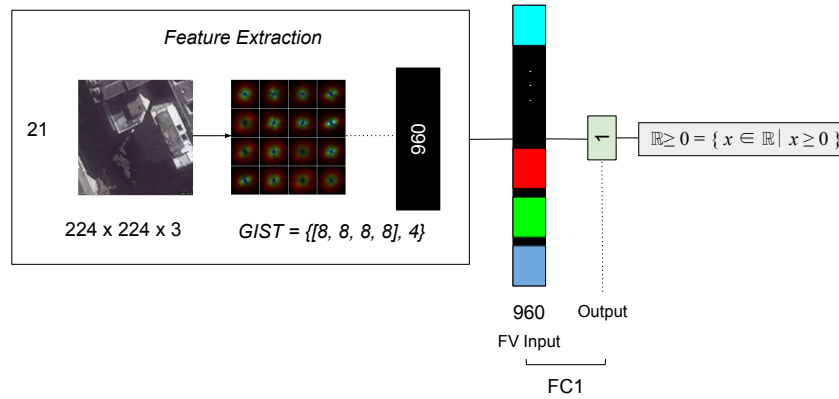 Feature Extraction
21
960
224 x 224 x 3
GIST = {[8, 8, 8, 8], 4}
. . .
1
ℝ≥ 0 = { x ∈ ℝ | x ≥ 0 }
960
FV Input
Output
FC1